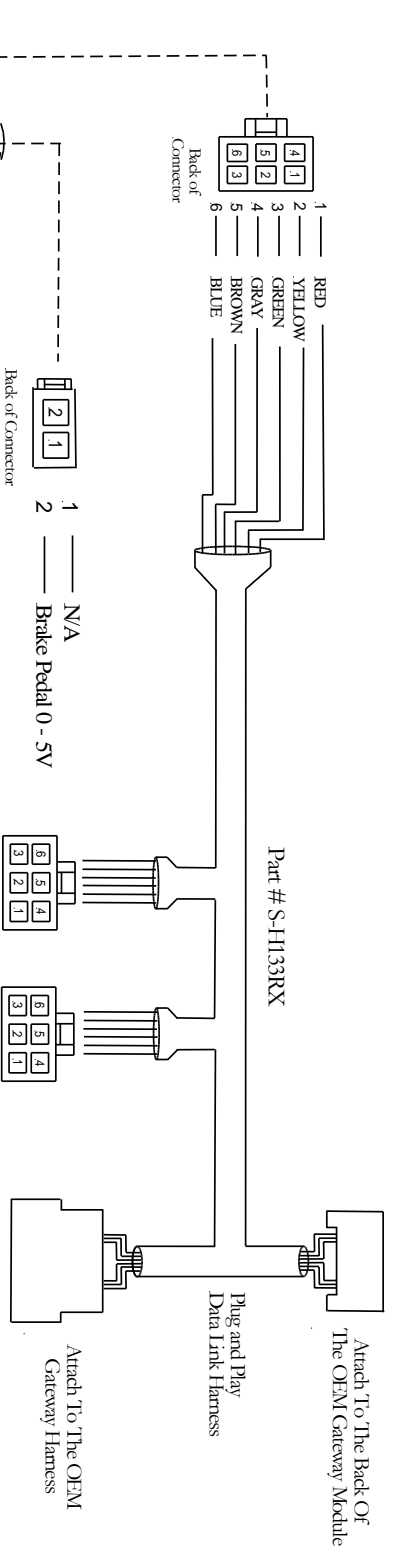 Back of
Connector
4 5 6
1 2 3
1 RED
2 YELLOW
3 GREEN
4 GRAY
5 BROWN
6 BLUE
2 1
Back of Connector
1 N/A
2 Brake Pedal 0 - 5V
Part # S-H133RX
6 5 4
3 2 1
6 5 4
3 2 1
Plug and Play
Data Link Harness
Attach To The Back Of
The OEM Gateway Module
Attach To The OEM
Gateway Harness